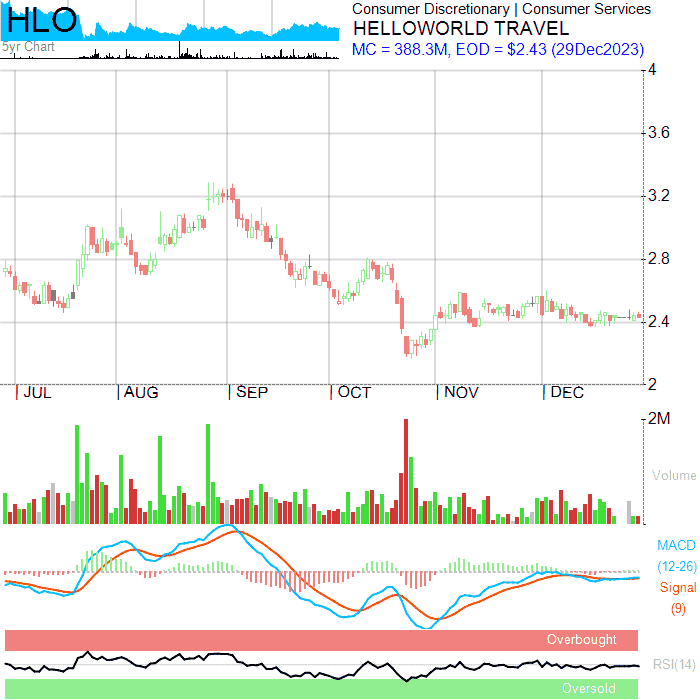 HLO
5yr Chart
Consumer Discretionary | Consumer Services
HELLOWORLD TRAVEL
MC = 388.3M, EOD = $2.43 (29Dec2023)
4
3.6
3.2
2.8
2.4
2
JUL AUG SEP OCT NOV DEC
2M
Volume
MACD
(12-26)
Signal
(9)
Overbought
RSI(14)
Oversold